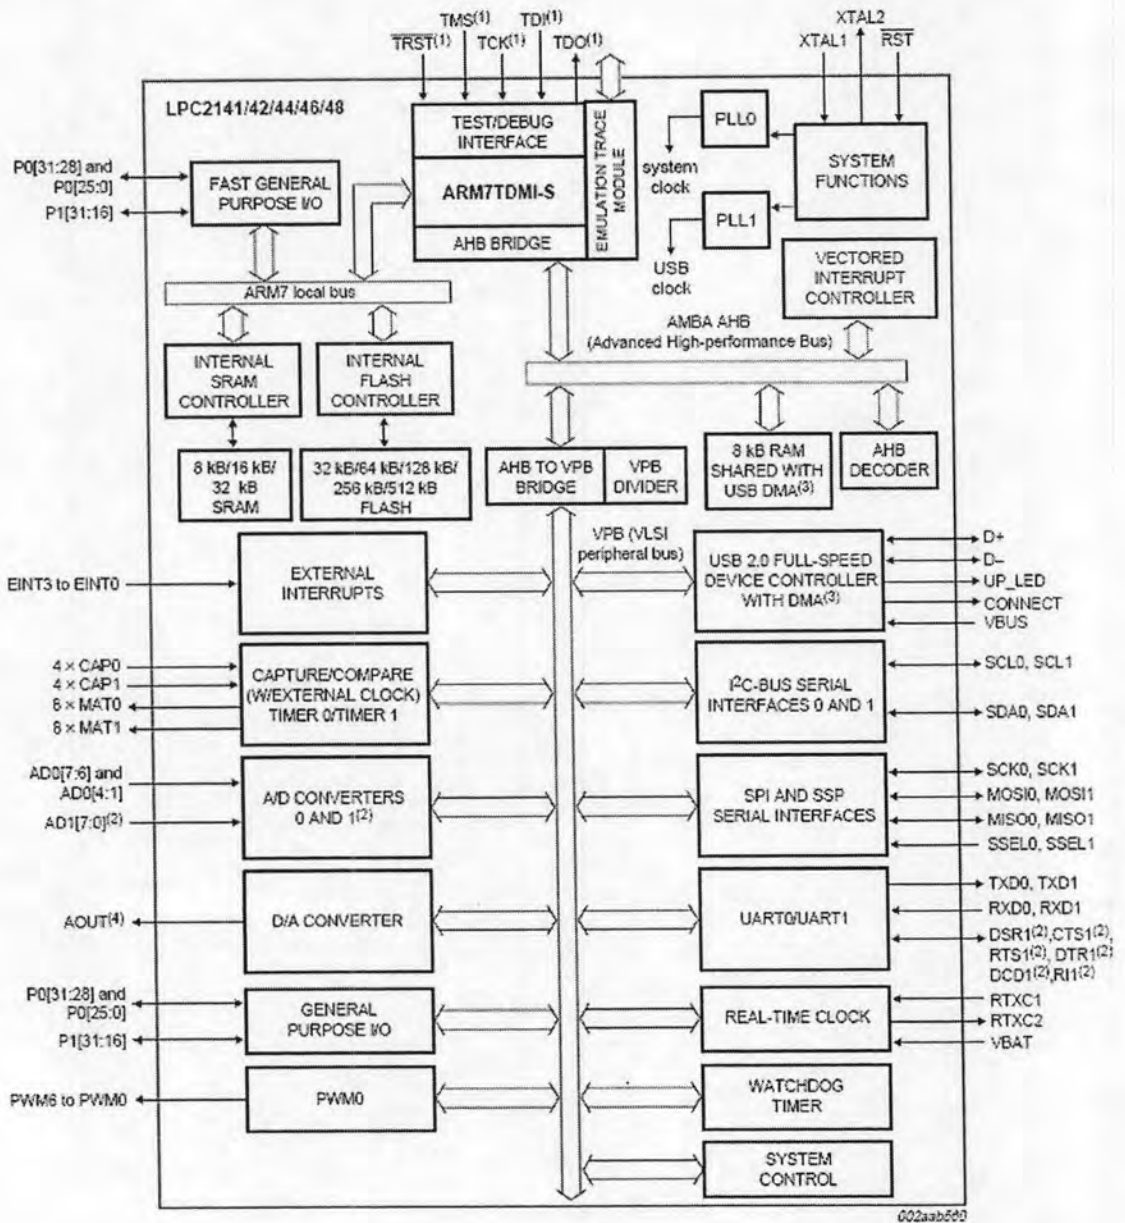 XTAL2
TMS(1) TDI(1)
TRST(1) TCK(1) TDO(1)
XTAL1 RST
LPC2141/42/44/46/48
TEST/DEBUG
INTERFACE
ARM7TDMI-S
AHB BRIDGE
EMULATION TRACE
MODULE
PLL0
system
clock
SYSTEM
FUNCTIONS
PLL1
USB
clock
P0[31:28] and
P0[25:0]
P1[31:16]
FAST GENERAL
PURPOSE I/O
VECTORED
INTERRUPT
CONTROLLER
ARM7 local bus
AMBA AHB
(Advanced High-performance Bus)
INTERNAL
SRAM
CONTROLLER
INTERNAL
FLASH
CONTROLLER
8 kB/16 kB/
32 kB
SRAM
32 kB/64 kB/128 kB/
256 kB/512 kB
FLASH
AHB TO VPB
BRIDGE
VPB
DIVIDER
8 kB RAM
SHARED WITH
USB DMA(3)
AHB
DECODER
VPB (VLSI
peripheral bus)
EINT3 to EINT0
EXTERNAL
INTERRUPTS
USB 2.0 FULL-SPEED
DEVICE CONTROLLER
WITH DMA(3)
D+
D−
UP_LED
CONNECT
VBUS
4 × CAP0
4 × CAP1
8 × MAT0
8 × MAT1
CAPTURE/COMPARE
(W/EXTERNAL CLOCK)
TIMER 0/TIMER 1
I2C-BUS SERIAL
INTERFACES 0 AND 1
SCL0, SCL1
SDA0, SDA1
AD0[7:6] and
AD0[4:1]
AD1[7:0](2)
A/D CONVERTERS
0 AND 1(2)
SPI AND SSP
SERIAL INTERFACES
SCK0, SCK1
MOSI0, MOSI1
MISO0, MISO1
SSEL0, SSEL1
AOUT(4)
D/A CONVERTER
UART0/UART1
TXD0, TXD1
RXD0, RXD1
DSR1(2),CTS1(2),
RTS1(2), DTR1(2)
DCD1(2),RI1(2)
P0[31:28] and
P0[25:0]
P1[31:16]
GENERAL
PURPOSE I/O
REAL-TIME CLOCK
RTXC1
RTXC2
VBAT
PWM6 to PWM0
PWM0
WATCHDOG
TIMER
SYSTEM
CONTROL
002aab560